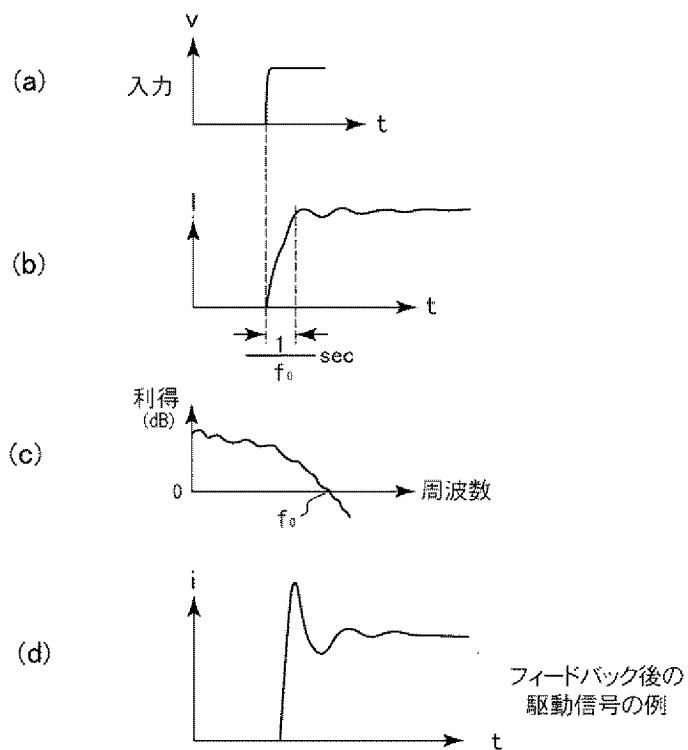 (a)
v
入力
t
(b)
I
t
1
f₀
sec
(c)
利得
(dB)
0
f₀
周波数
(d)
i
t
フィードバック後の
駆動信号の例